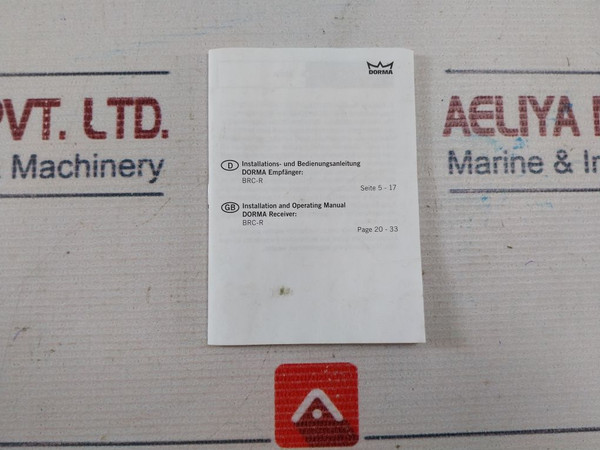 DORMA
PVT. LTD.
Machinery
AELIYA
Marine &
D Installations- und Bedienungsanleitung
DORMA Empfänger:
BRC-R
Seite 5 - 17
GB Installation and Operating Manual
DORMA Receiver:
BRC-R
Page 20 - 33